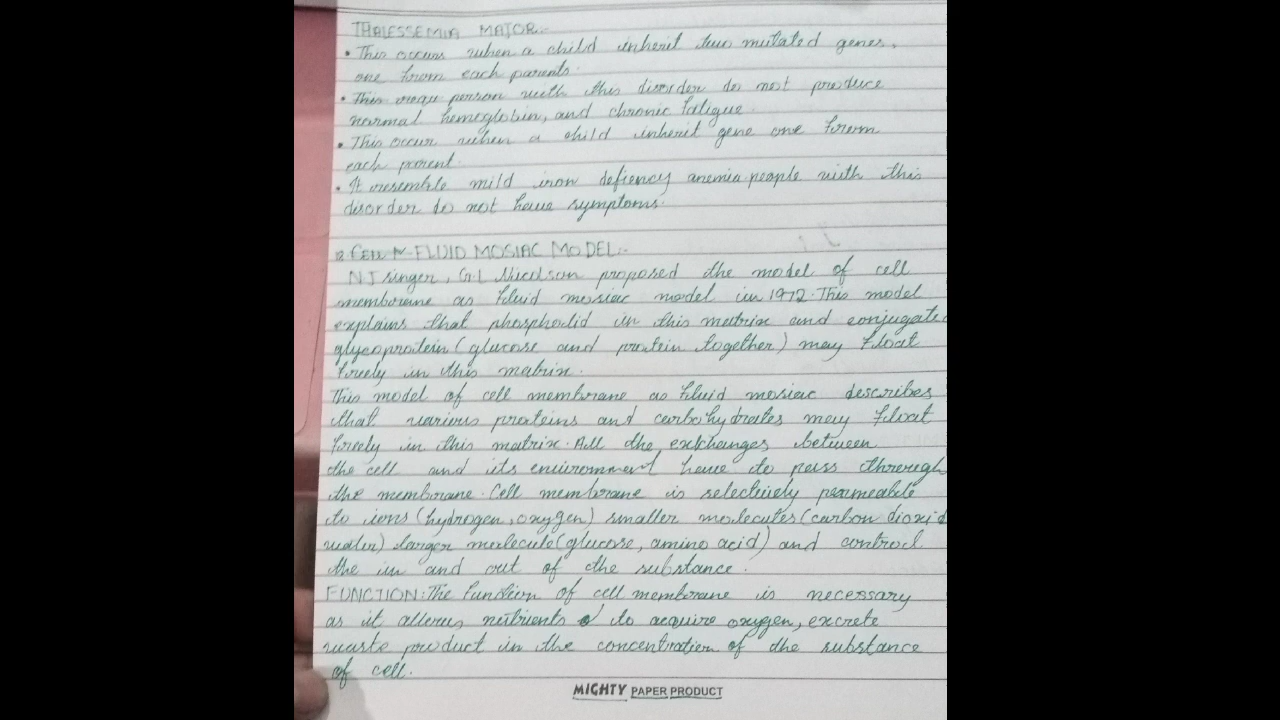 THALESSEMIA MAJOR:-
• This occurs when a child inherit two mutated genes,
one from each parents.
• This person with this disorder do not produce
normal hemeglobin, and chronic fatigue.
• This occur when a child inherit gene one from
each parent.
• It resemble mild iron defiency anemia people with this
disorder do not have symptoms.
FLUID MOSIAC MODEL:-
NJ singer, G.L Nicolson proposed the model of cell
membrane as fluid mosiac model in 1972. This model
explains that phospholid in this matrix and conjugate
glycoprotein (glucose and protein together) may float
freely in this matrix.
This model of cell membrane as fluid mosiac describes
that various proteins and carbohydrates may float
freely in this matrix. All the exkhanges between
the cell and its environment have to pass through
the membrane. Cell membrane is selectively permeable
to ions (hydrogen, oxygen) smaller molecutes (carbon dioxid
water) larger molecule (glucose, amino acid) and control
the in and out of the substance.
FUNCTION: The function of cell membrane is necessary
as it allows nutrients to acquire oxygen, excrete
waste product in the concentration of the substance
of cell.
MIGHTY PAPER PRODUCT